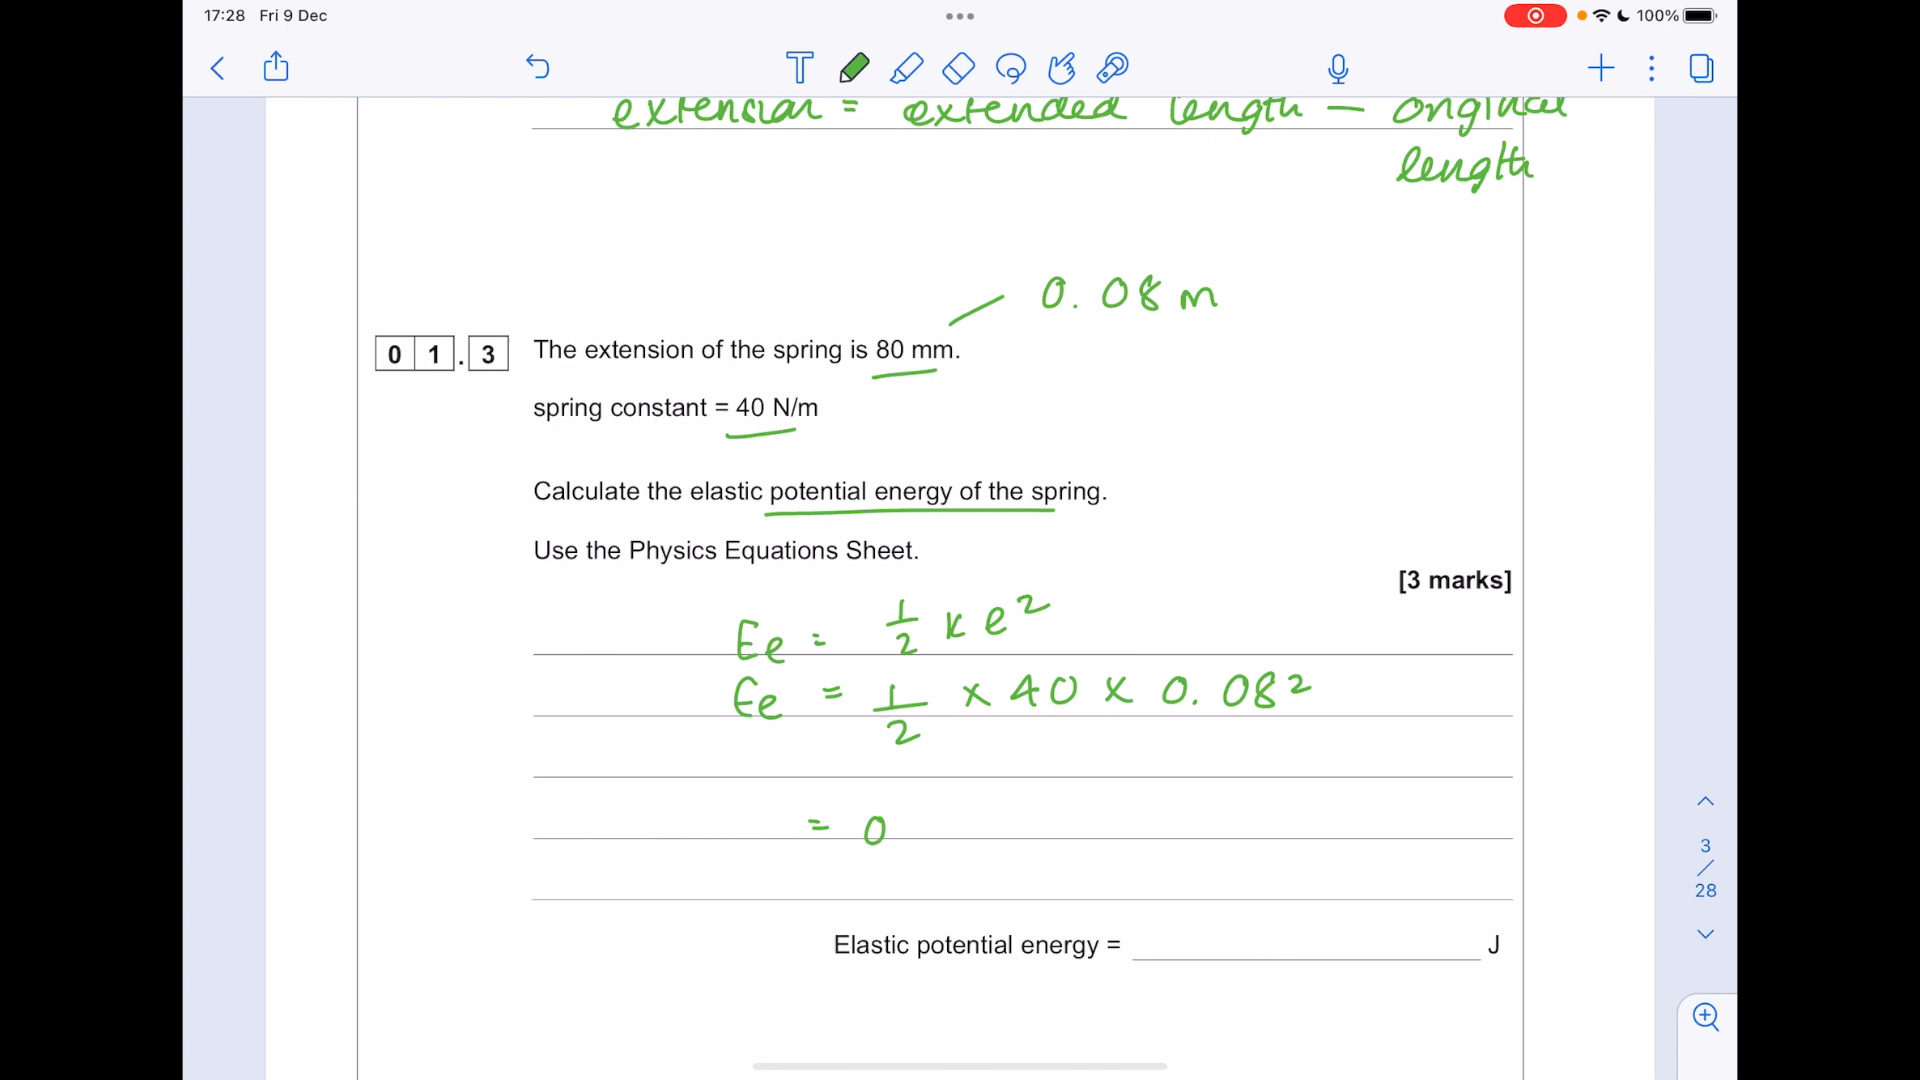 17:28 Fri 9 Dec
100%
extension = extended length — original
length
0.08 m
01.3 The extension of the spring is 80 mm.
spring constant = 40 N/m
Calculate the elastic potential energy of the spring.
Use the Physics Equations Sheet.
[3 marks]
Ee = 1/2 k e²
Ee = 1/2 × 40 × 0.08²
= 0
Elastic potential energy = ____________ J
3
/
28